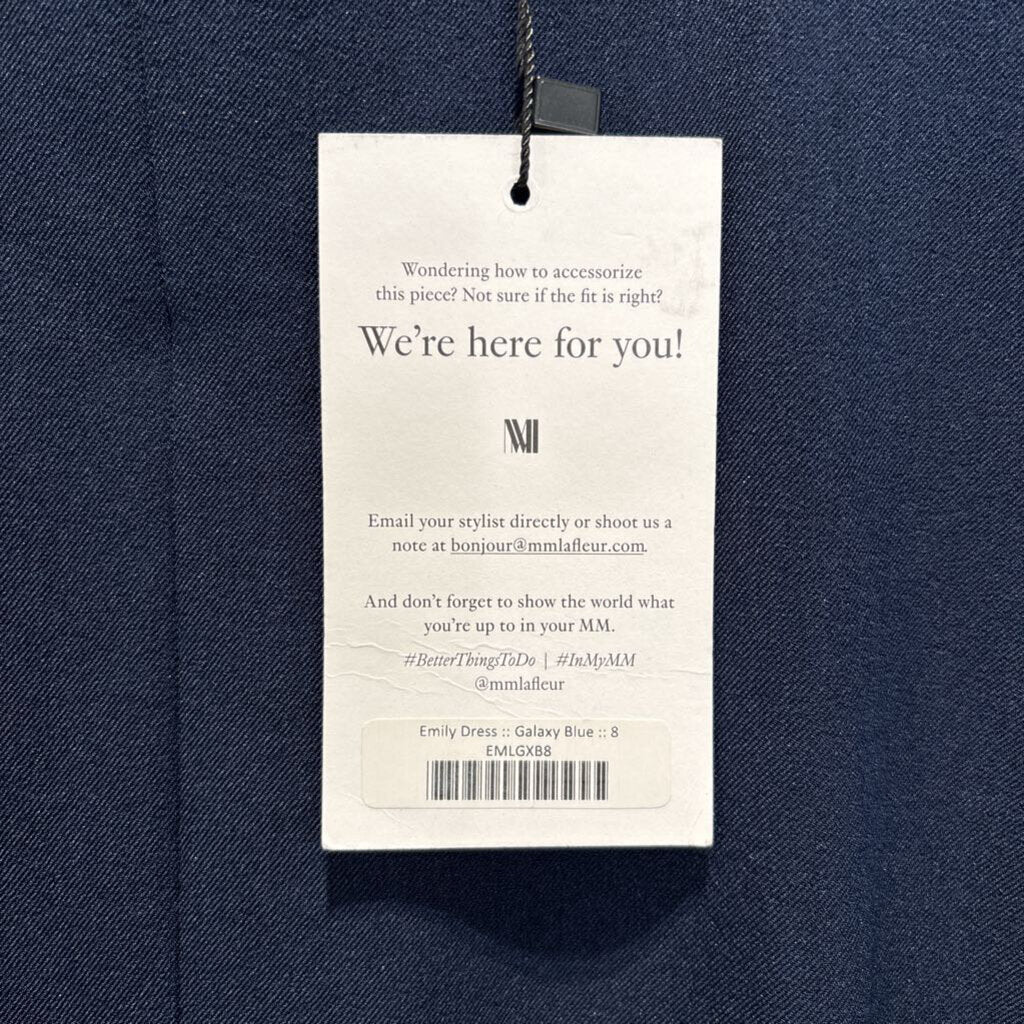 Wondering how to accessorize
this piece? Not sure if the fit is right?
We're here for you!
MM
Email your stylist directly or shoot us a
note at bonjour@mmlafleur.com.
And don't forget to show the world what
you're up to in your MM.
#BetterThingsToDo | #InMyMM
@mmlafleur
Emily Dress :: Galaxy Blue :: 8
EMLGXB8